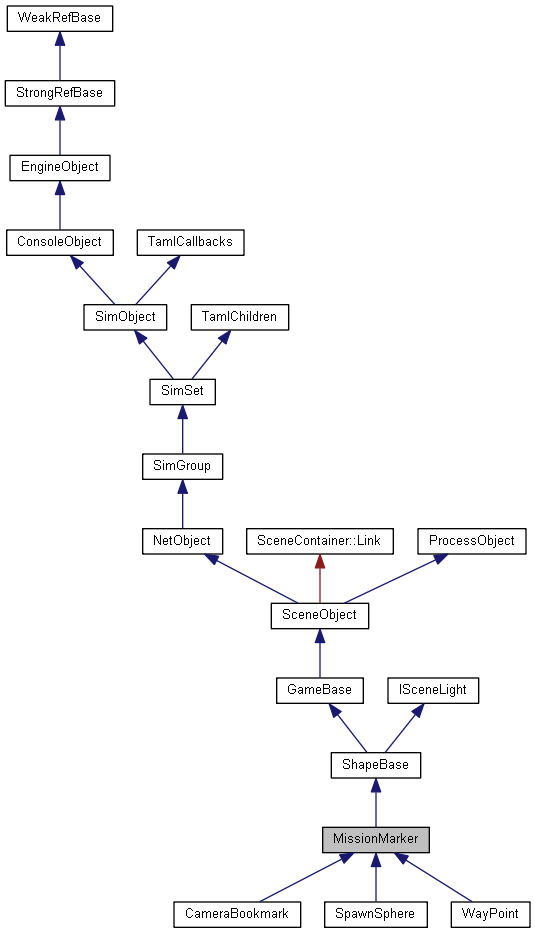 WeakRefBase
StrongRefBase
EngineObject
ConsoleObject
TamlCallbacks
SimObject
TamlChildren
SimSet
SimGroup
NetObject
SceneContainer::Link
ProcessObject
SceneObject
GameBase
ISceneLight
ShapeBase
MissionMarker
CameraBookmark
SpawnSphere
WayPoint